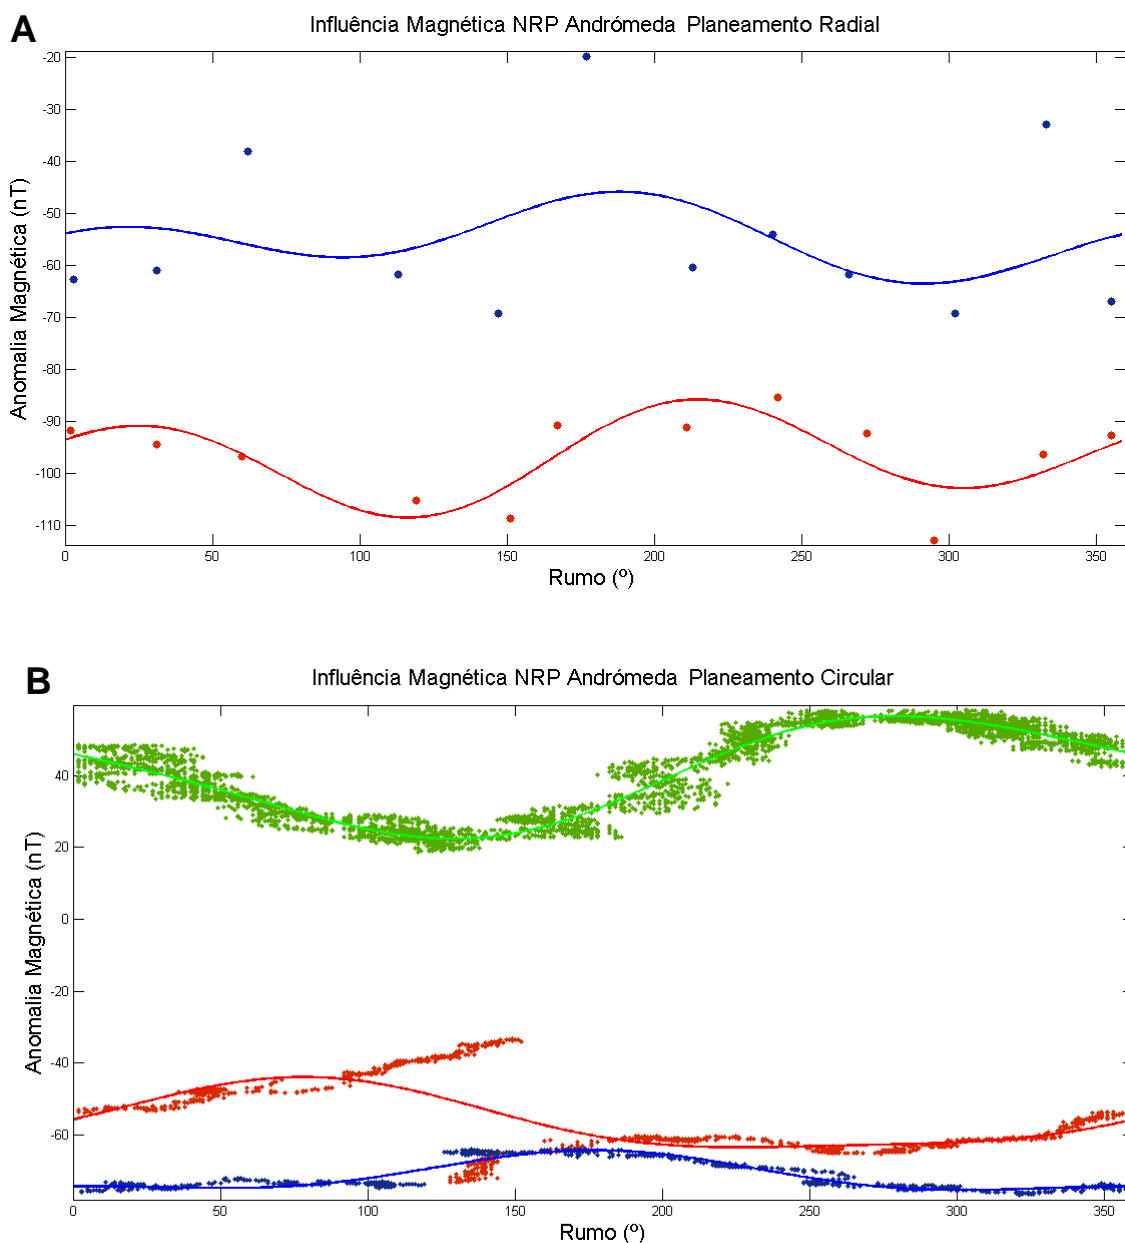 A
Influência Magnética NRP Andrómeda Planeamento Radial
-20
-30
-40
-50
-60
-70
-80
-90
-100
-110
Anomalia Magnética (nT)
0 50 100 150 200 250 300 350
Rumo (º)
B
Influência Magnética NRP Andrómeda Planeamento Circular
40
20
0
-20
-40
-60
Anomalia Magnética (nT)
0 50 100 150 200 250 300 350
Rumo (º)